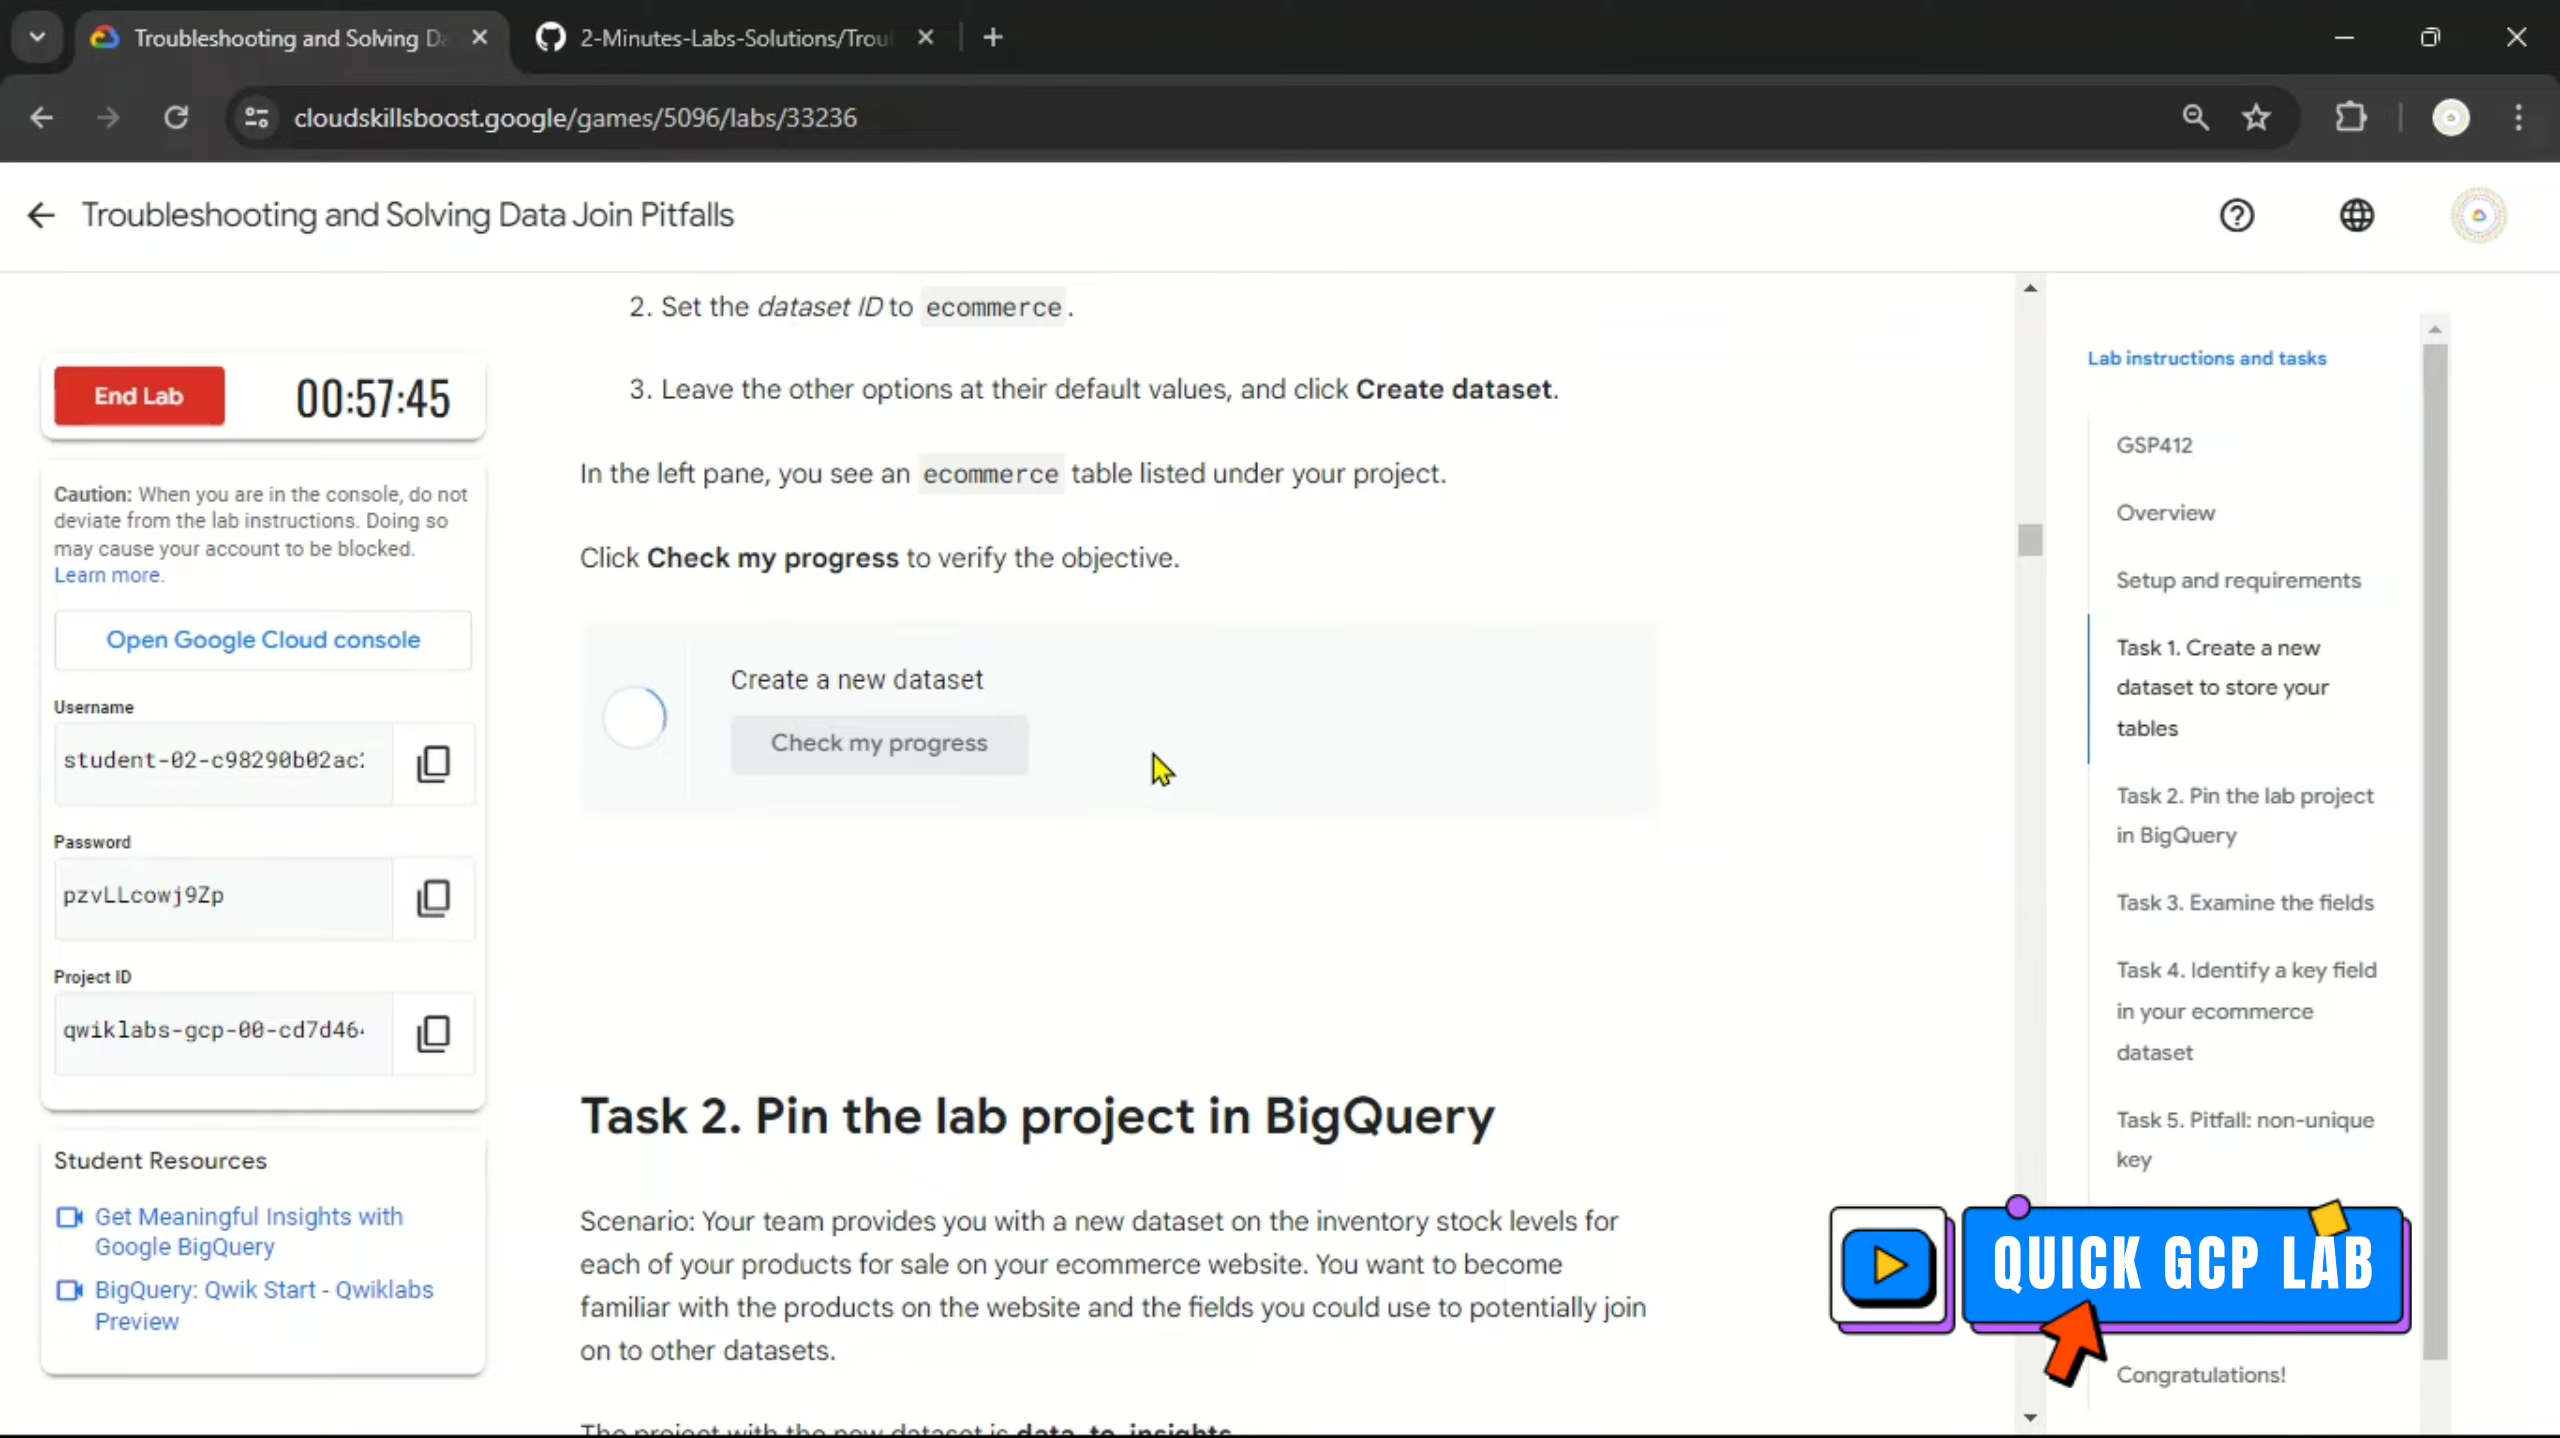 Troubleshooting and Solving Da
2-Minutes-Labs-Solutions/Trou
cloudskillsboost.google/games/5096/labs/33236
Troubleshooting and Solving Data Join Pitfalls
End Lab
00:57:45
Caution: When you are in the console, do not
deviate from the lab instructions. Doing so
may cause your account to be blocked.
Learn more.
Open Google Cloud console
Username
student-02-c98290b02ac
Password
pzvLLcowj9Zp
Project ID
qwiklabs-gcp-00-cd7d46
Student Resources
Get Meaningful Insights with
Google BigQuery
BigQuery: Qwik Start - Qwiklabs
Preview
2. Set the dataset ID to ecommerce.
3. Leave the other options at their default values, and click Create dataset.
In the left pane, you see an ecommerce table listed under your project.
Click Check my progress to verify the objective.
Create a new dataset
Check my progress
Task 2. Pin the lab project in BigQuery
Scenario: Your team provides you with a new dataset on the inventory stock levels for
each of your products for sale on your ecommerce website. You want to become
familiar with the products on the website and the fields you could use to potentially join
on to other datasets.
The project with the new dataset is data-to-insights
Lab instructions and tasks
GSP412
Overview
Setup and requirements
Task 1. Create a new
dataset to store your
tables
Task 2. Pin the lab project
in BigQuery
Task 3. Examine the fields
Task 4. Identify a key field
in your ecommerce
dataset
Task 5. Pitfall: non-unique
key
QUICK GCP LAB
Congratulations!